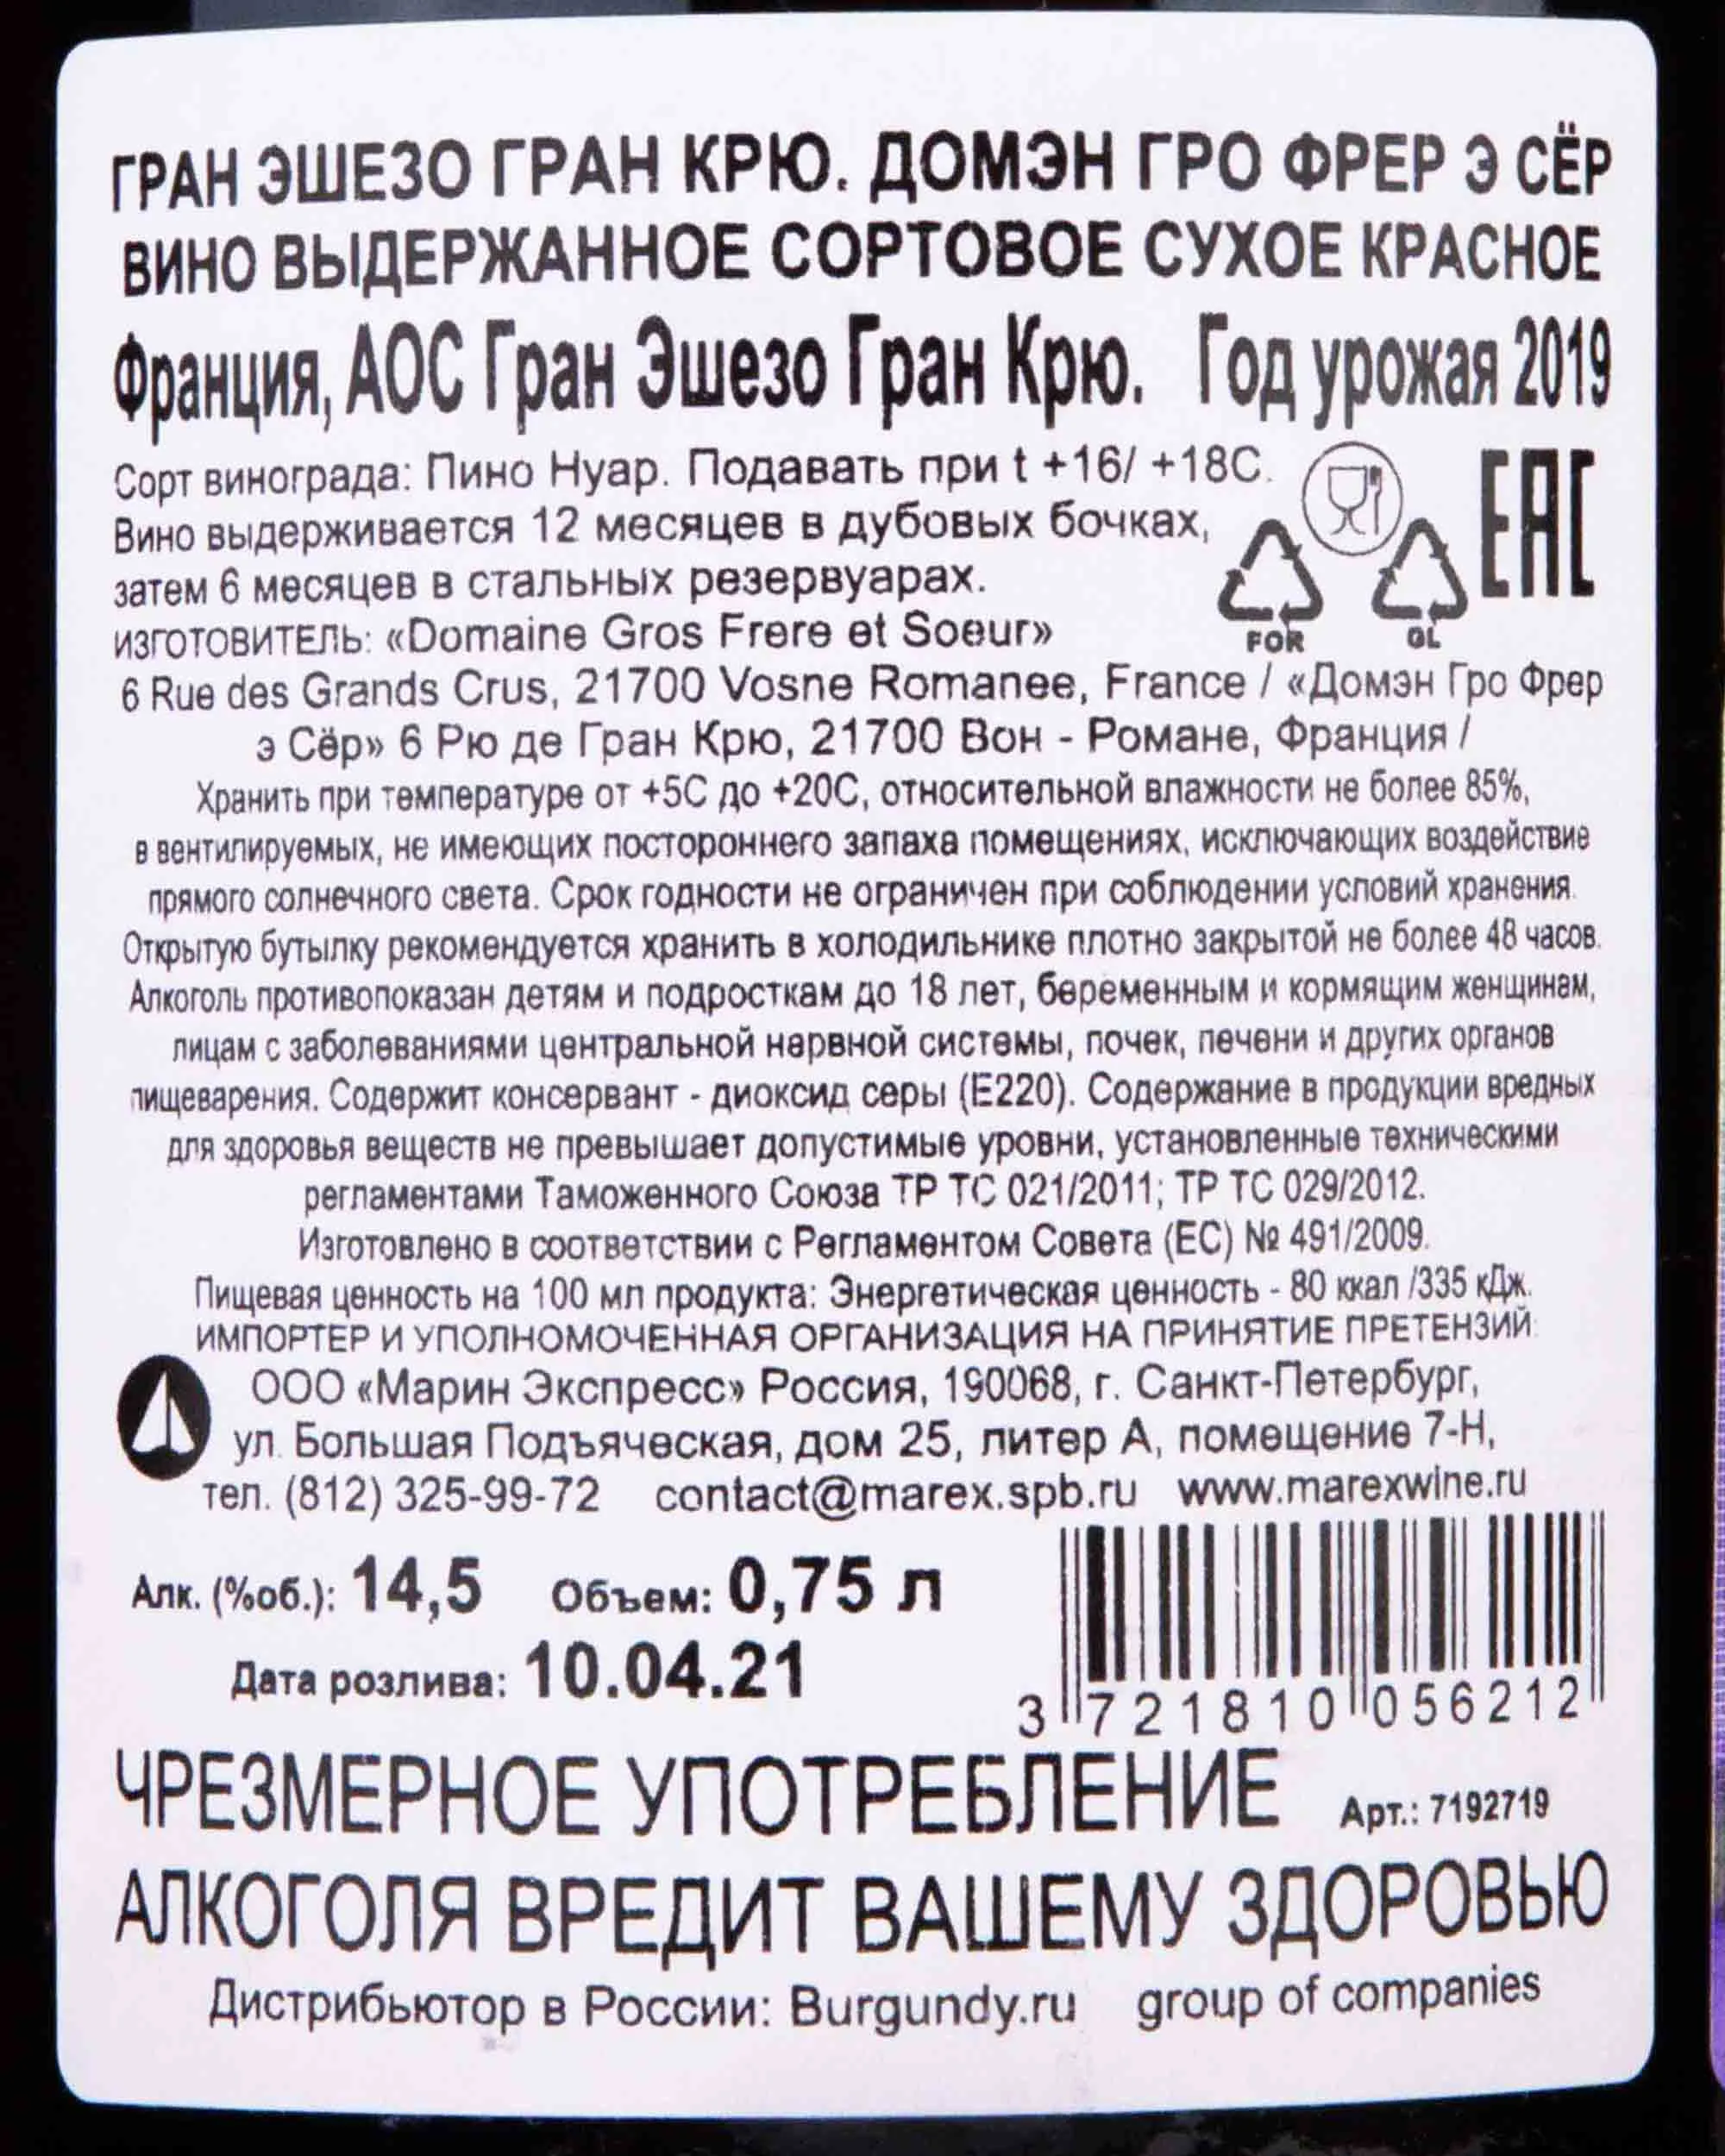 ГРАН ЭШЕЗО ГРАН КРЮ. ДОМЭН ГРО ФРЕР Э СЁР
ВИНО ВЫДЕРЖАННОЕ СОРТОВОЕ СУХОЕ КРАСНОЕ
Франция, АОС Гран Эшезо Гран Крю. Год урожая 2019
Сорт винограда: Пино Нуар. Подавать при t +16/ +18С.
Вино выдерживается 12 месяцев в дубовых бочках,
затем 6 месяцев в стальных резервуарах.
EAC
FOR
GL
ИЗГОТОВИТЕЛЬ: «Domaine Gros Frere et Soeur»
6 Rue des Grands Crus, 21700 Vosne Romanee, France / «Домэн Гро Фрер
э Сёр» 6 Рю де Гран Крю, 21700 Вон - Романе, Франция /
Хранить при температуре от +5С до +20С, относительной влажности не более 85%,
в вентилируемых, не имеющих постороннего запаха помещениях, исключающих воздействие
прямого солнечного света. Срок годности не ограничен при соблюдении условий хранения.
Открытую бутылку рекомендуется хранить в холодильнике плотно закрытой не более 48 часов.
Алкоголь противопоказан детям и подросткам до 18 лет, беременным и кормящим женщинам,
лицам с заболеваниями центральной нервной системы, почек, печени и других органов
пищеварения. Содержит консервант - диоксид серы (Е220). Содержание в продукции вредных
для здоровья веществ не превышает допустимые уровни, установленные техническими
регламентами Таможенного Союза ТР ТС 021/2011; ТР ТС 029/2012.
Изготовлено в соответствии с Регламентом Совета (ЕС) № 491/2009.
Пищевая ценность на 100 мл продукта: Энергетическая ценность - 80 ккал /335 кДж.
ИМПОРТЕР И УПОЛНОМОЧЕННАЯ ОРГАНИЗАЦИЯ НА ПРИНЯТИЕ ПРЕТЕНЗИЙ:
ООО «Марин Экспресс» Россия, 190068, г. Санкт-Петербург,
ул. Большая Подъяческая, дом 25, литер А, помещение 7-Н,
тел. (812) 325-99-72 contact@marex.spb.ru www.marexwine.ru
Алк. (%об.): 14,5 Объем: 0,75 л
Дата розлива: 10.04.21
3 721810 056212
ЧРЕЗМЕРНОЕ УПОТРЕБЛЕНИЕ Арт.: 7192719
АЛКОГОЛЯ ВРЕДИТ ВАШЕМУ ЗДОРОВЬЮ
Дистрибьютор в России: Burgundy.ru group of companies